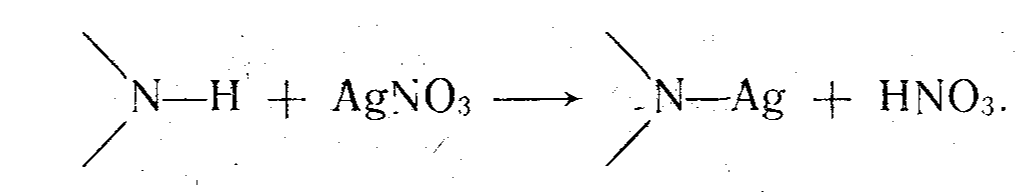 N—H + AgNO₃ ⟶ N—Ag + HNO₃.